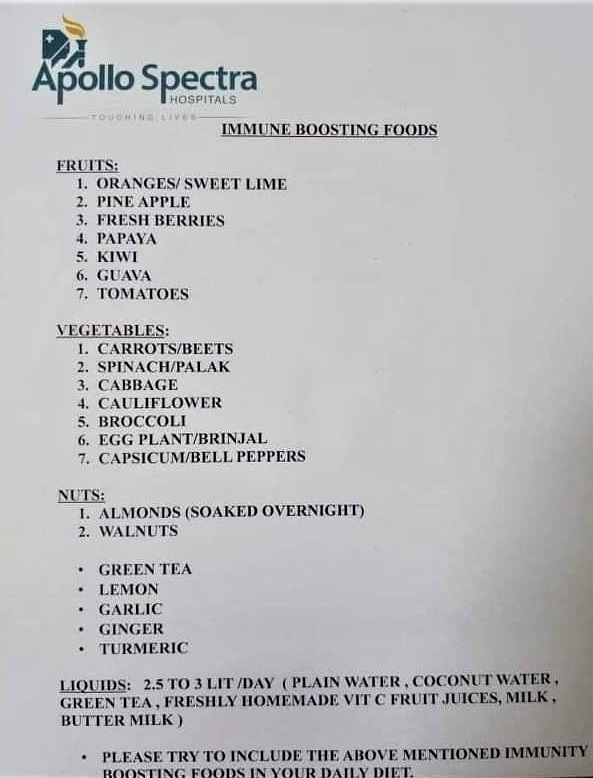 Apollo Spectra
HOSPITALS
TOUCHING LIVES
IMMUNE BOOSTING FOODS
FRUITS:
1. ORANGES/ SWEET LIME
2. PINE APPLE
3. FRESH BERRIES
4. PAPAYA
5. KIWI
6. GUAVA
7. TOMATOES
VEGETABLES:
1. CARROTS/BEETS
2. SPINACH/PALAK
3. CABBAGE
4. CAULIFLOWER
5. BROCCOLI
6. EGG PLANT/BRINJAL
7. CAPSICUM/BELL PEPPERS
NUTS:
1. ALMONDS (SOAKED OVERNIGHT)
2. WALNUTS
• GREEN TEA
• LEMON
• GARLIC
• GINGER
• TURMERIC
LIQUIDS: 2.5 TO 3 LIT /DAY ( PLAIN WATER , COCONUT WATER ,
GREEN TEA , FRESHLY HOMEMADE VIT C FRUIT JUICES, MILK ,
BUTTER MILK )
• PLEASE TRY TO INCLUDE THE ABOVE MENTIONED IMMUNITY
BOOSTING FOODS IN YOUR DAILY DIET.